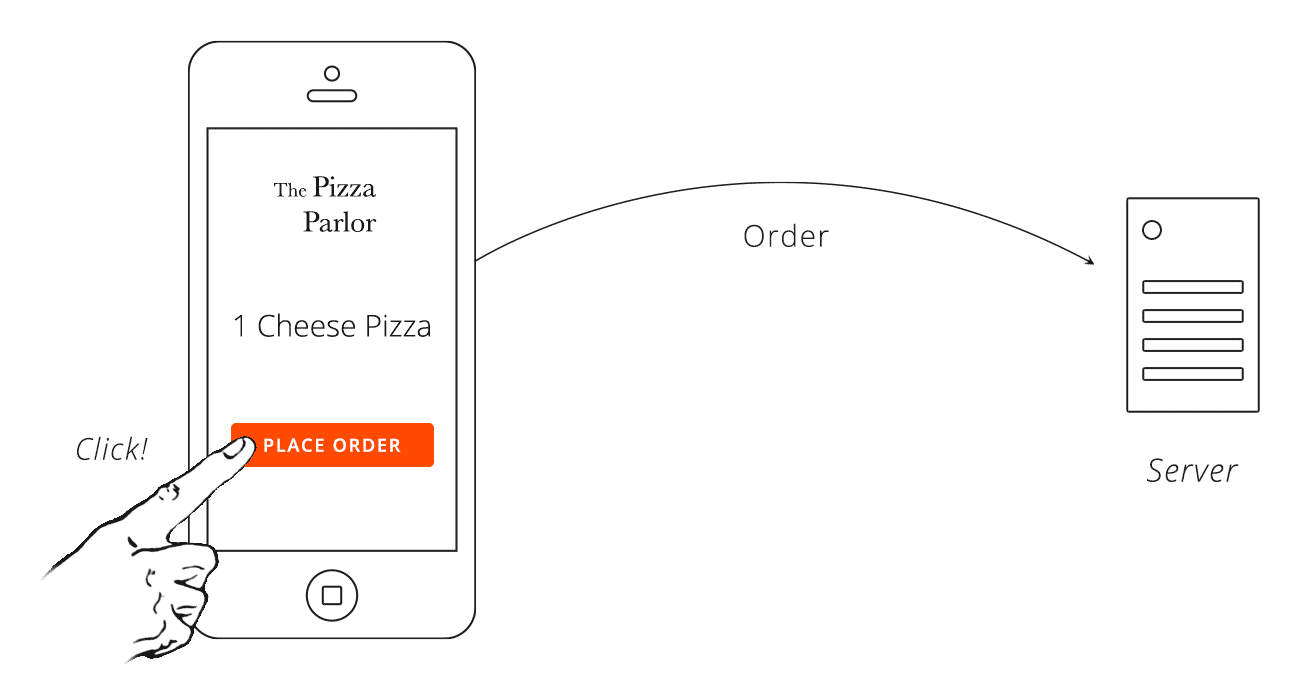 The Pizza
Parlor
1 Cheese Pizza
PLACE ORDER
Click!
Order
Server